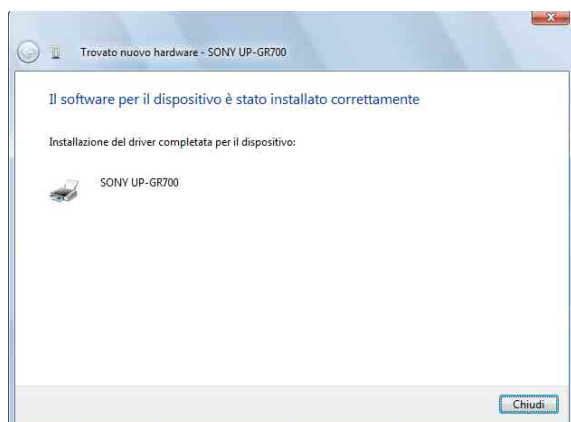 Trovato nuovo hardware - SONY UP-GR700
Il software per il dispositivo è stato installato correttamente
Installazione del driver completata per il dispositivo:
SONY UP-GR700
Chiudi